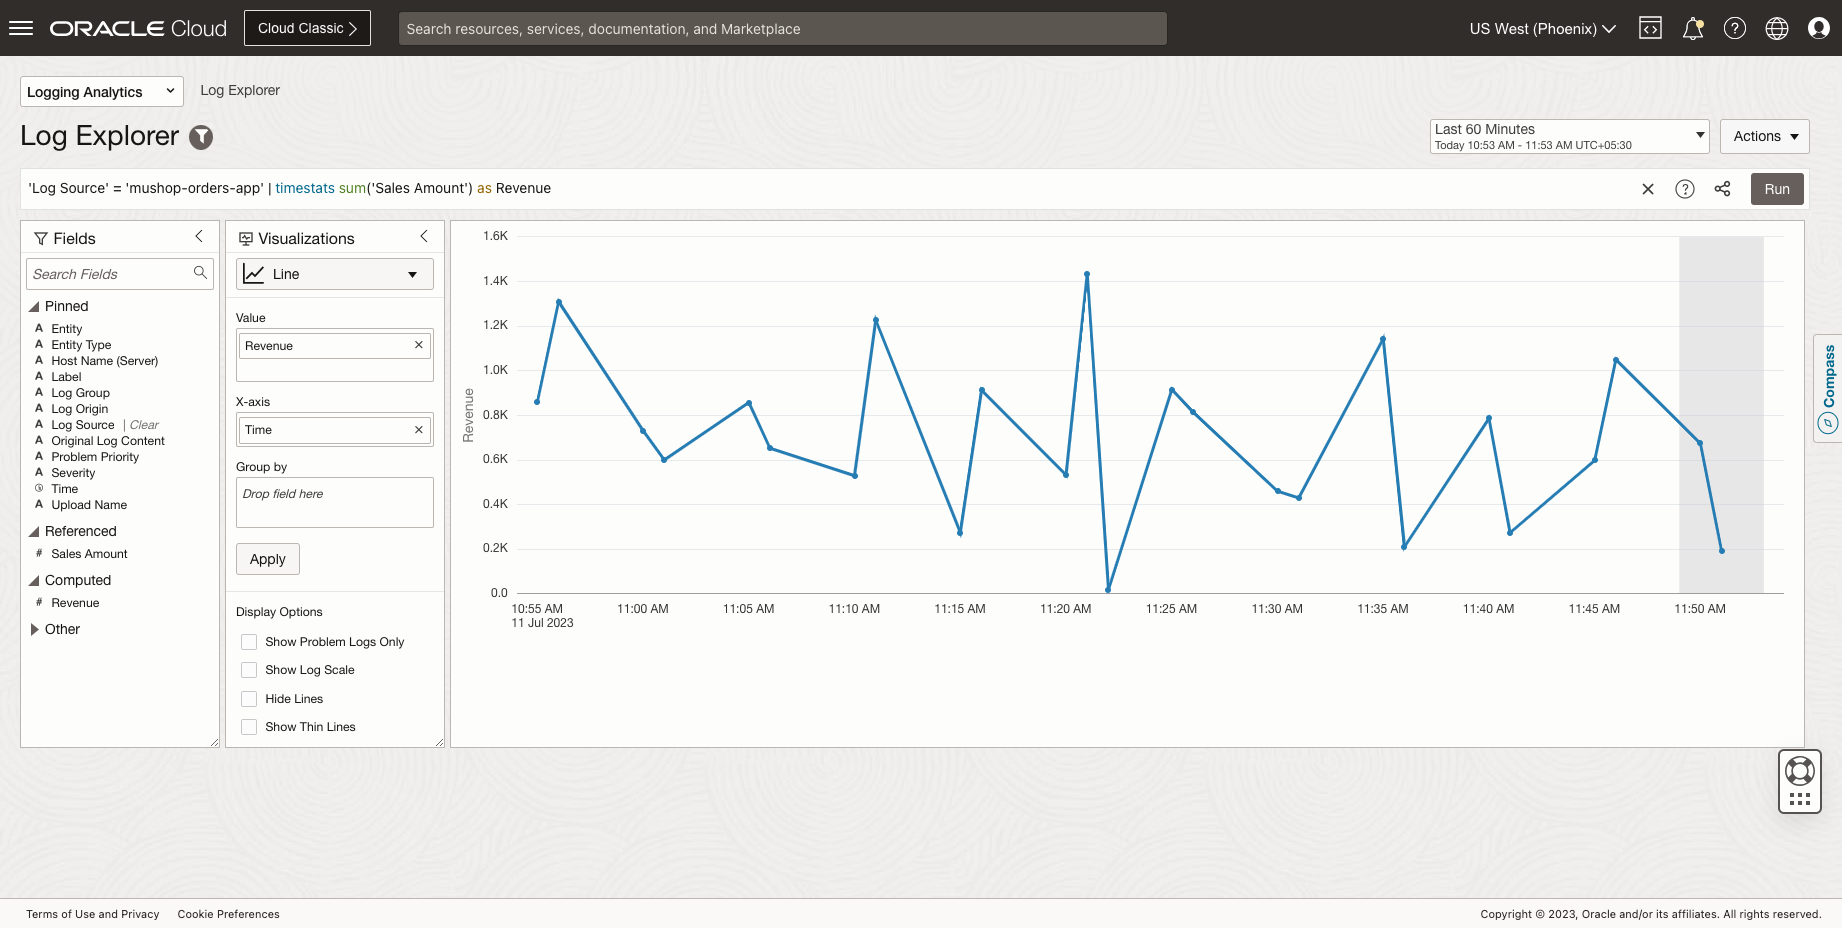 ORACLE Cloud
Cloud Classic
Search resources, services, documentation, and Marketplace
US West (Phoenix)
Logging Analytics
Log Explorer
Log Explorer
Last 60 Minutes
Today 10:53 AM - 11:53 AM UTC+05:30
Actions
'Log Source' = 'mushop-orders-app' | timestats sum('Sales Amount') as Revenue
Run
Fields
Search Fields
Pinned
A Entity
A Entity Type
A Host Name (Server)
A Label
A Log Group
A Log Origin
A Log Source | Clear
A Original Log Content
A Problem Priority
A Severity
Time
A Upload Name
Referenced
# Sales Amount
Computed
# Revenue
Other
Visualizations
Line
Value
Revenue
X-axis
Time
Group by
Drop field here
Apply
Display Options
Show Problem Logs Only
Show Log Scale
Hide Lines
Show Thin Lines
Revenue
1.6K
1.4K
1.2K
1.0K
0.8K
0.6K
0.4K
0.2K
0.0
10:55 AM 11:00 AM 11:05 AM 11:10 AM 11:15 AM 11:20 AM 11:25 AM 11:30 AM 11:35 AM 11:40 AM 11:45 AM 11:50 AM
11 Jul 2023
Compass
Terms of Use and Privacy Cookie Preferences
Copyright © 2023, Oracle and/or its affiliates. All rights reserved.